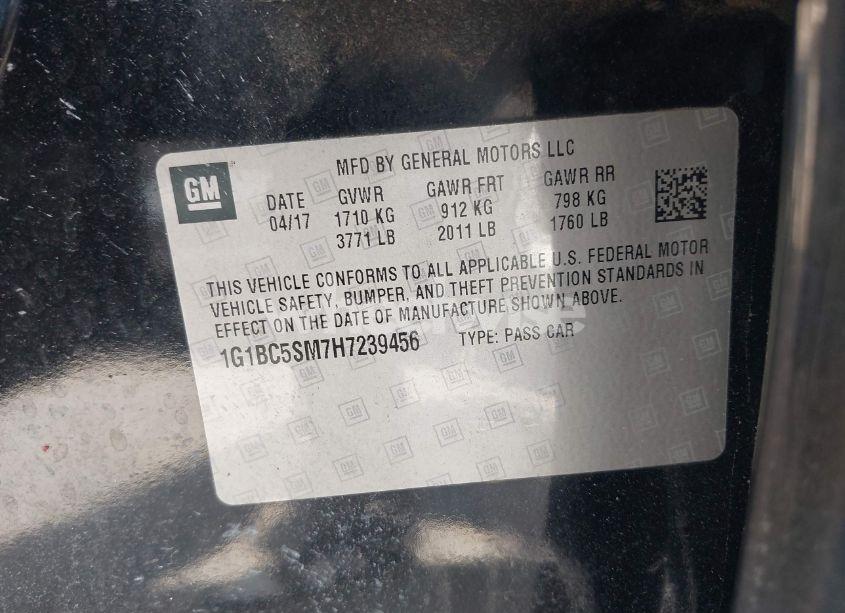 GM
MFD BY GENERAL MOTORS LLC
DATE GVWR GAWR FRT GAWR RR
04/17 1710 KG 912 KG 798 KG
3771 LB 2011 LB 1760 LB
THIS VEHICLE CONFORMS TO ALL APPLICABLE U.S. FEDERAL MOTOR
VEHICLE SAFETY, BUMPER, AND THEFT PREVENTION STANDARDS IN
EFFECT ON THE DATE OF MANUFACTURE SHOWN ABOVE.
1G1BC5SM7H7239456 TYPE: PASS CAR